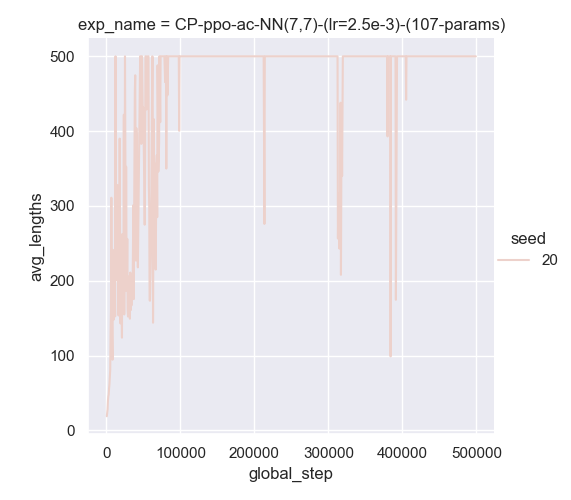 exp_name = CP-ppo-ac-NN(7,7)-(lr=2.5e-3)-(107-params)
500
400
300
200
100
0
avg_lengths
seed
20
0 100000 200000 300000 400000 500000
global_step